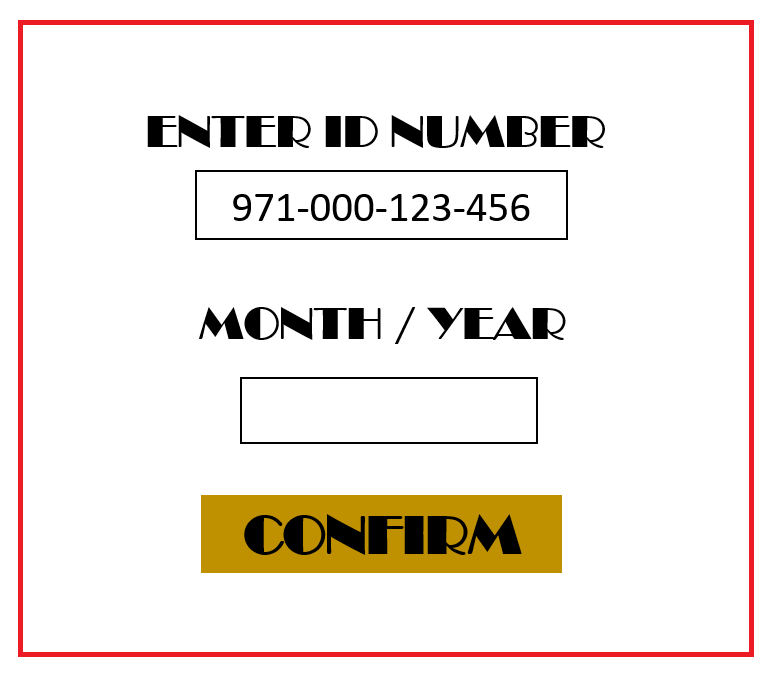 ENTER ID NUMBER
971-000-123-456
MONTH / YEAR
CONFIRM